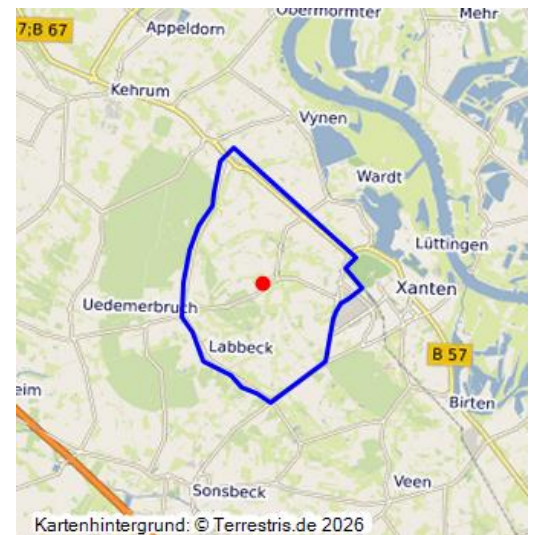 Obermörmter
Mehr
7;B 67
Appeldorn
Kehrum
Vynen
Wardt
Lüttingen
Xanten
Uedemerbruch
Labbeck
B 57
eim
Birten
Sonsbeck
Veen
Kartenhintergrund: © Terrestris.de 2026